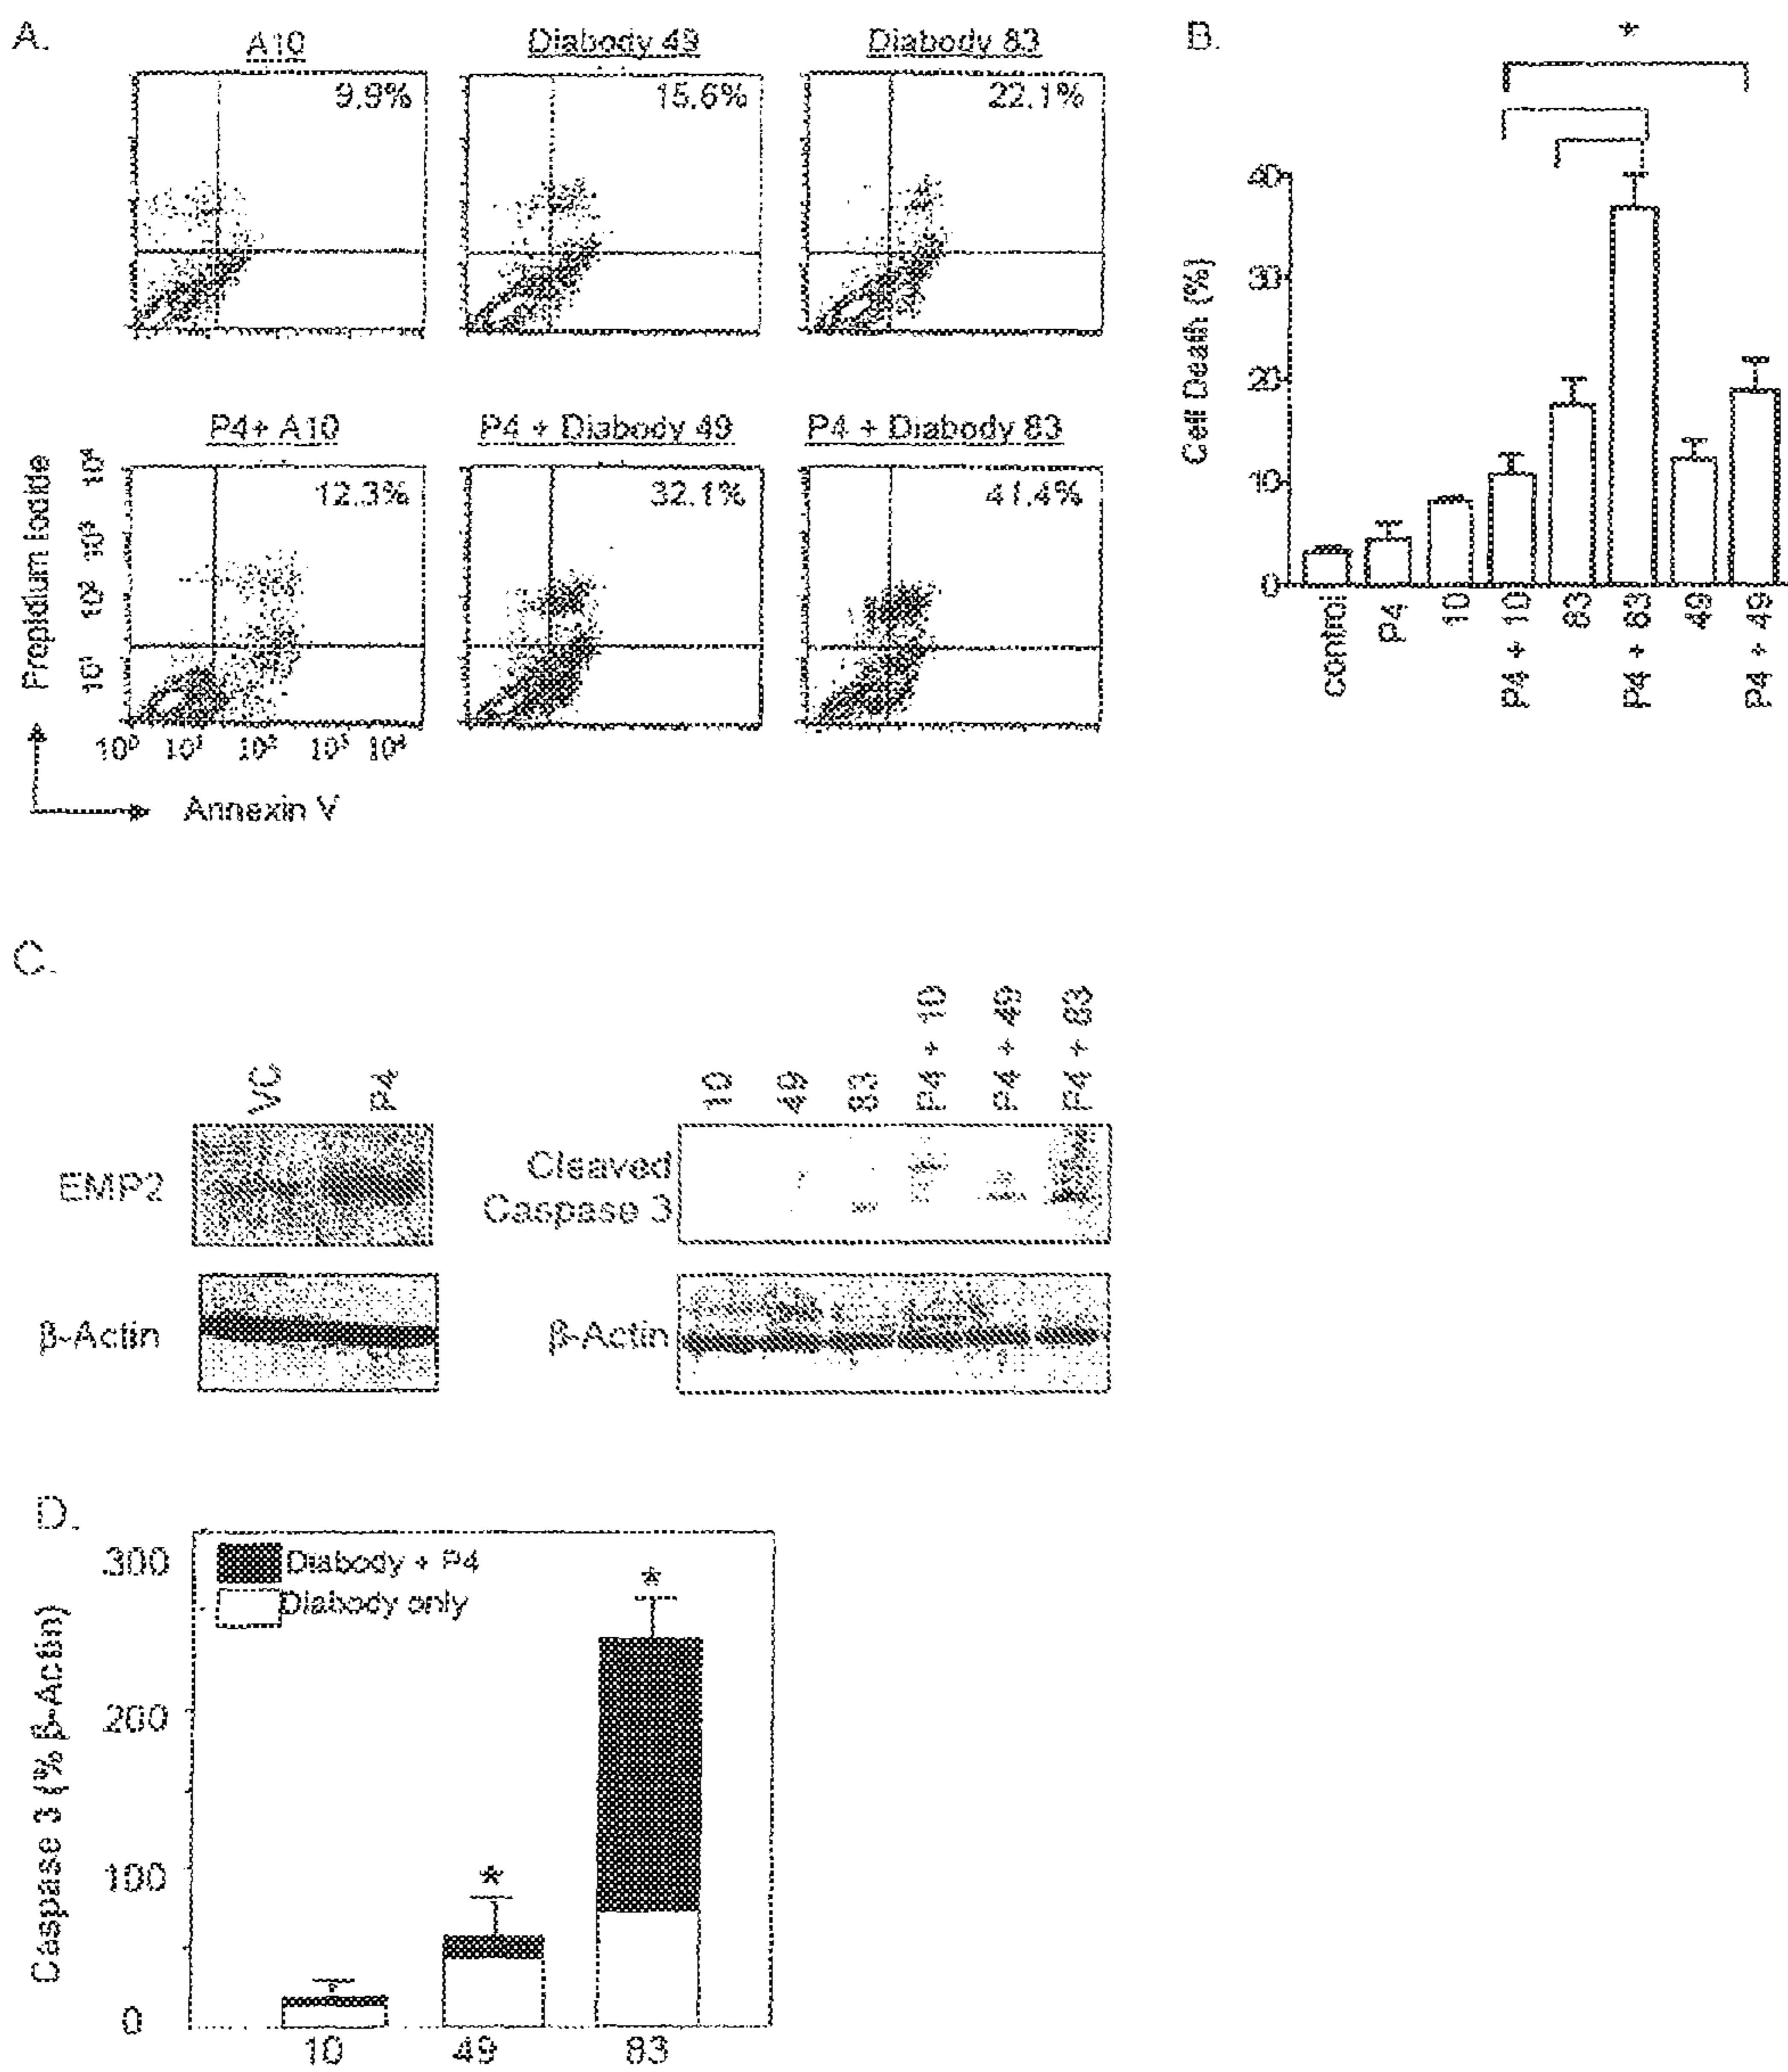 A.
A10
Diabody 49
Diabody 83
9.9%
15.6%
22.1%
P4+ A10
P4 + Diabody 49
P4 + Diabody 83
12.3%
32.1%
41.4%
Propidium Iodide
10⁴
10³
10²
10¹
10⁰ 10¹ 10² 10³ 10⁴
Annexin V
B.
*
Cell Death (%)
40
30
20
10
0
control
P4
10
P4 + 10
83
P4 + 83
49
P4 + 49
C.
VC
P4
EMP2
β-Actin
10
49
83
P4 + 10
P4 + 49
P4 + 83
Cleaved
Caspase 3
β-Actin
D.
Diabody + P4
Diabody only
Caspase 3 (% β-Actin)
300
200
100
0
*
*
10 49 83